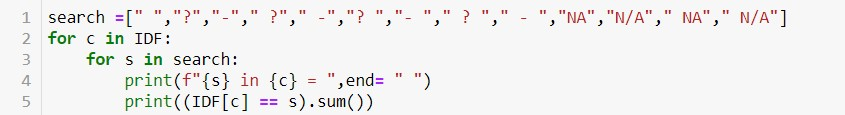 1 search =[" ","?","-"," ?"," -","? ","- "," ? "," - ","NA","N/A"," NA"," N/A"]
2 for c in IDF:
3     for s in search:
4         print(f"{s} in {c} = ",end= " ")
5         print((IDF[c] == s).sum())